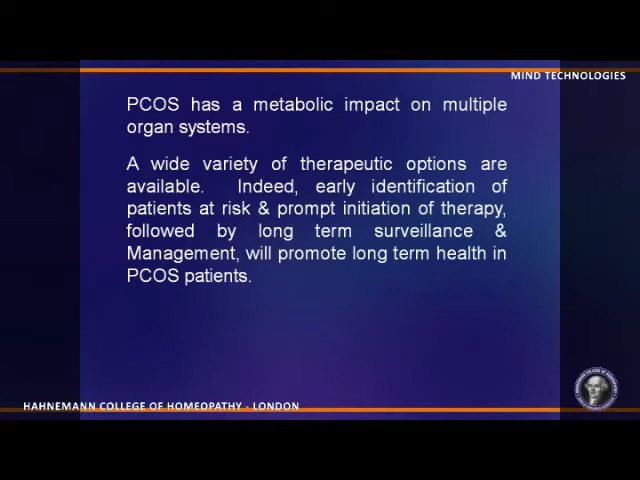 MIND TECHNOLOGIES
PCOS has a metabolic impact on multiple
organ systems.
A wide variety of therapeutic options are
available. Indeed, early identification of
patients at risk & prompt initiation of therapy,
followed by long term surveillance &
Management, will promote long term health in
PCOS patients.
HAHNEMANN COLLEGE OF HOMEOPATHY - LONDON